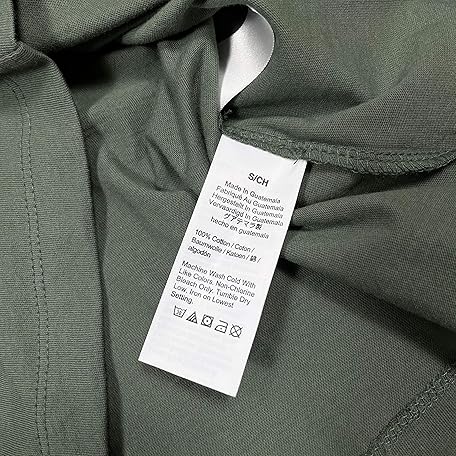 S/CH
Made In Guatemala
Fabriqué Au Guatemala
Hergestellt In Guatemala
Vervaardigd In Guatemala
グアテマラ製
hecho en guatemala
100% Cotton / Coton /
Baumwolle / Katoen / 綿 /
algodón
Machine Wash Cold With
Like Colors. Non-Chlorine
Bleach Only. Tumble Dry
Low. Iron on Lowest
Setting.